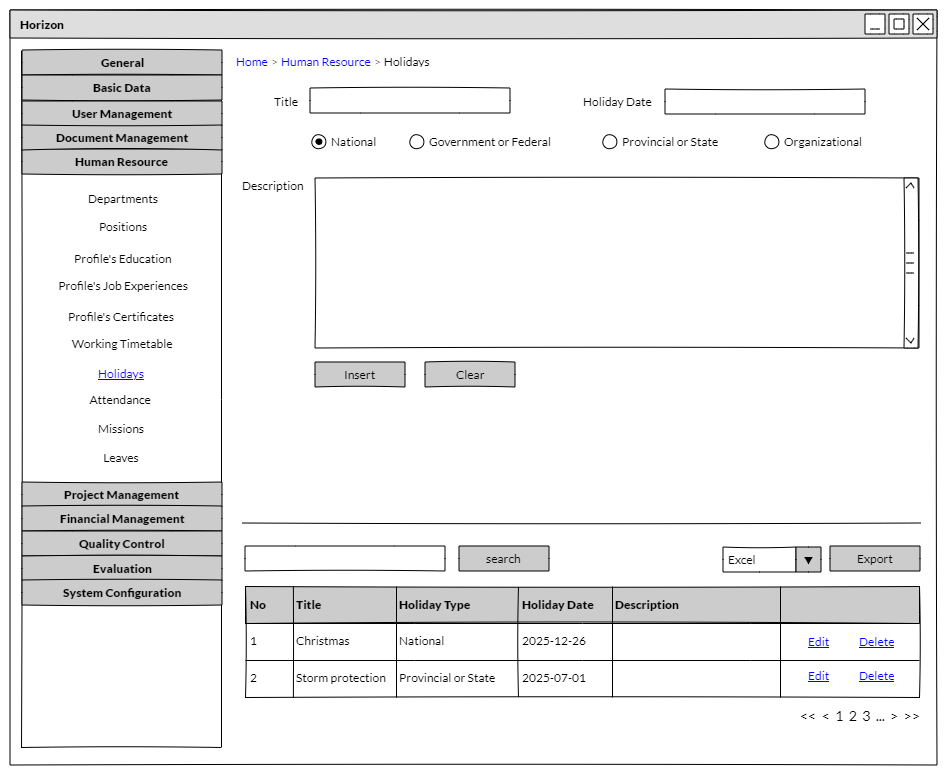 Horizon
General
Basic Data
User Management
Document Management
Human Resource
Departments
Positions
Profile's Education
Profile's Job Experiences
Profile's Certificates
Working Timetable
Holidays
Attendance
Missions
Leaves
Project Management
Financial Management
Quality Control
Evaluation
System Configuration
Home > Human Resource > Holidays
Title Holiday Date
National Government or Federal Provincial or State Organizational
Description
Insert Clear
search Excel Export
No Title Holiday Type Holiday Date Description
1 Christmas National 2025-12-26 Edit Delete
2 Storm protection Provincial or State 2025-07-01 Edit Delete
<< < 1 2 3 ... > >>